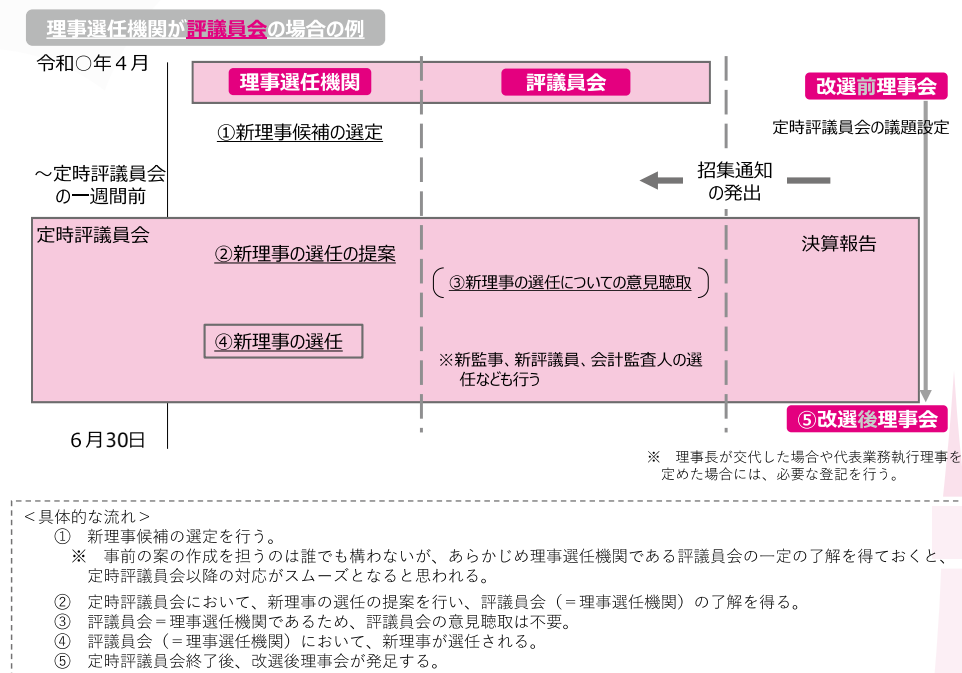 理事選任機関が評議員会の場合の例
令和○年４月
理事選任機関
評議員会
改選前理事会
①新理事候補の選定
定時評議員会の議題設定
～定時評議員会
の一週間前
招集通知
の発出
定時評議員会
②新理事の選任の提案
決算報告
③新理事の選任についての意見聴取
④新理事の選任
※新監事、新評議員、会計監査人の選
任なども行う
６月30日
⑤改選後理事会
※　理事長が交代した場合や代表業務執行理事を
定めた場合には、必要な登記を行う。
＜具体的な流れ＞
①　新理事候補の選定を行う。
※　事前の案の作成を担うのは誰でも構わないが、あらかじめ理事選任機関である評議員会の一定の了解を得ておくと、
定時評議員会以降の対応がスムーズとなると思われる。
②　定時評議員会において、新理事の選任の提案を行い、評議員会（＝理事選任機関）の了解を得る。
③　評議員会＝理事選任機関であるため、評議員会の意見聴取は不要。
④　評議員会（＝理事選任機関）において、新理事が選任される。
⑤　定時評議員会終了後、改選後理事会が発足する。